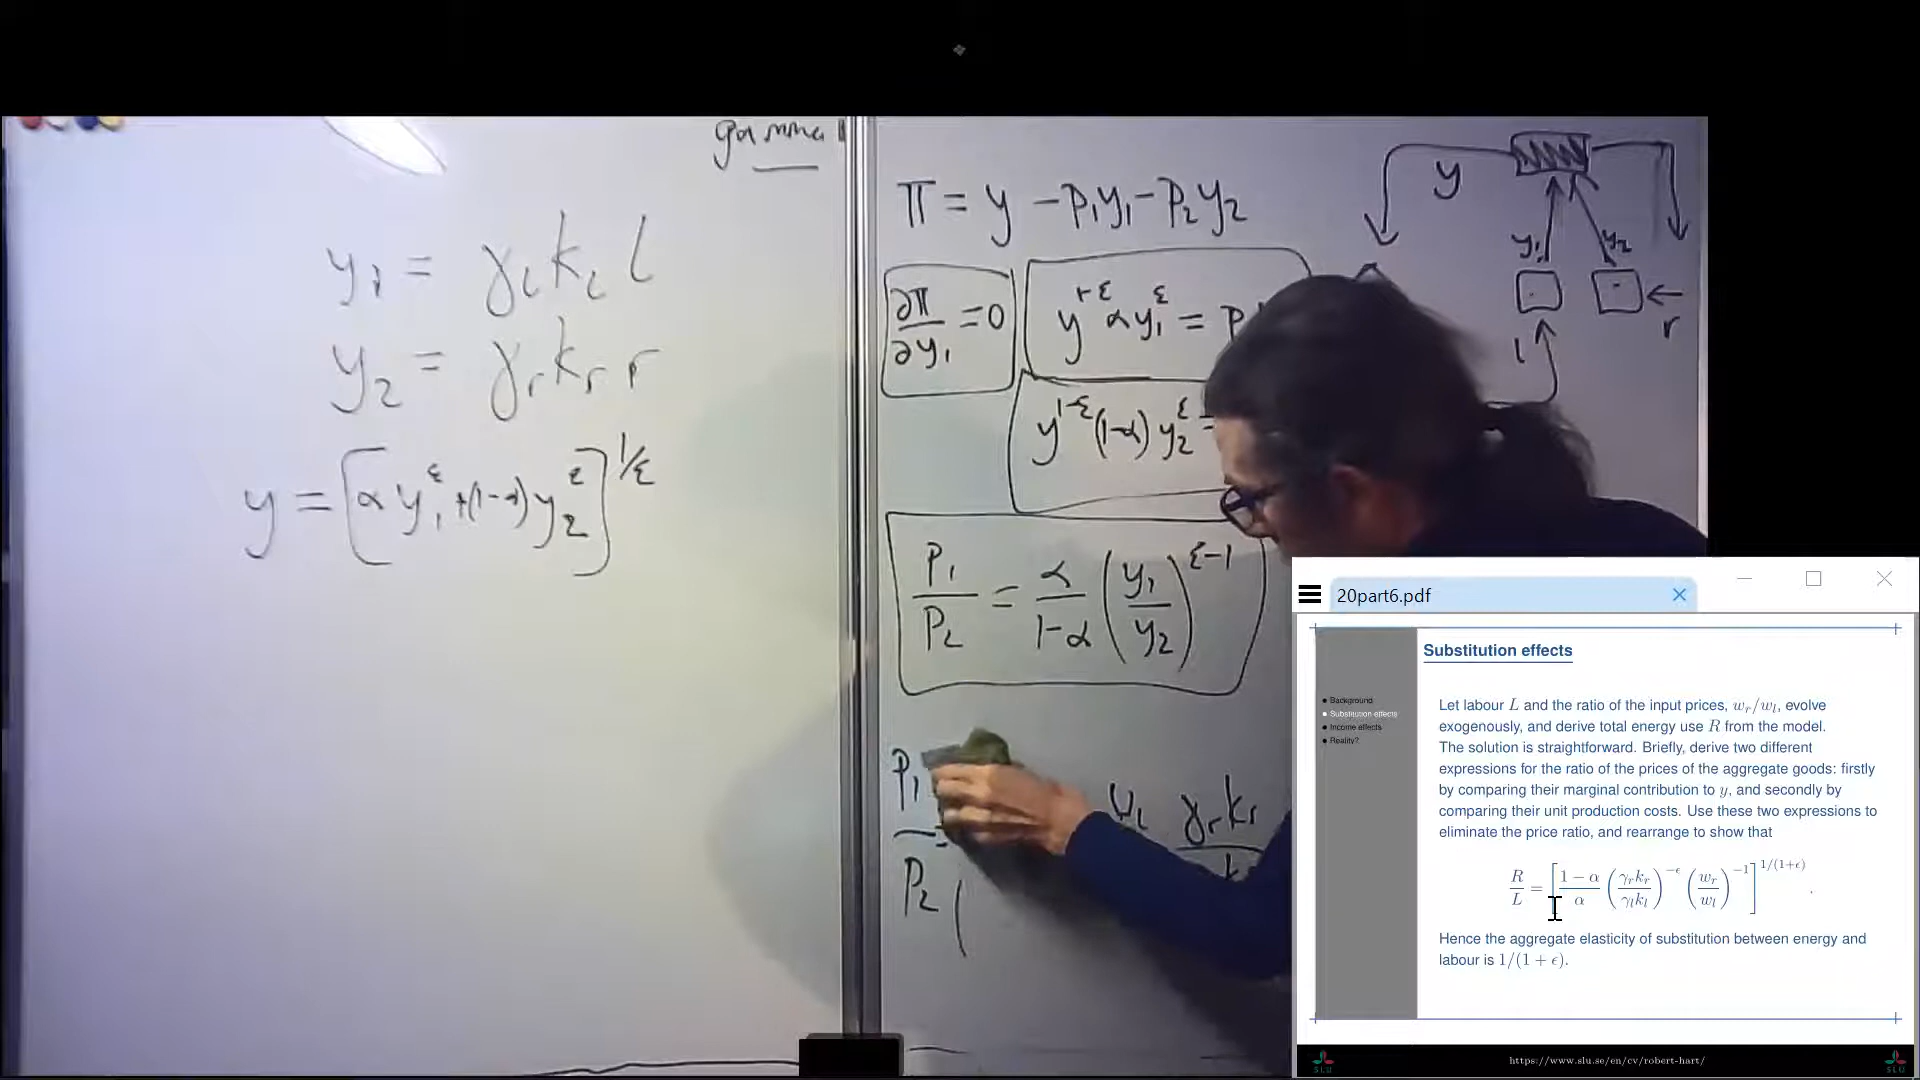 gamma
y₁ = γₗ kₗ l
y₂ = γᵣ kᵣ r
y = [αy₁^ε + (1-α)y₂^ε]^1/ε
π = y - p₁y₁ - p₂y₂
∂π/∂y₁ = 0
y^1-ε αy₁^ε = p
y^1-ε (1-α) y₂^ε =
p₁/p₂ = α/1-α (y₁/y₂)^ε-1
p₁/p₂ =
(
wₗ γᵣkᵣ
y
y₁ y₂
l r
20part6.pdf
Substitution effects
• Background
• Substitution effects
• Income effects
• Reality?
Let labour L and the ratio of the input prices, wᵣ/wₗ, evolve
exogenously, and derive total energy use R from the model.
The solution is straightforward. Briefly, derive two different
expressions for the ratio of the prices of the aggregate goods: firstly
by comparing their marginal contribution to y, and secondly by
comparing their unit production costs. Use these two expressions to
eliminate the price ratio, and rearrange to show that
R/L = [1 − α/α (γᵣkᵣ/γₗkₗ)^−ϵ (wᵣ/wₗ)^−1]^1/(1+ϵ).
Hence the aggregate elasticity of substitution between energy and
labour is 1/(1 + ϵ).
SLU https://www.slu.se/en/cv/robert-hart/ SLU